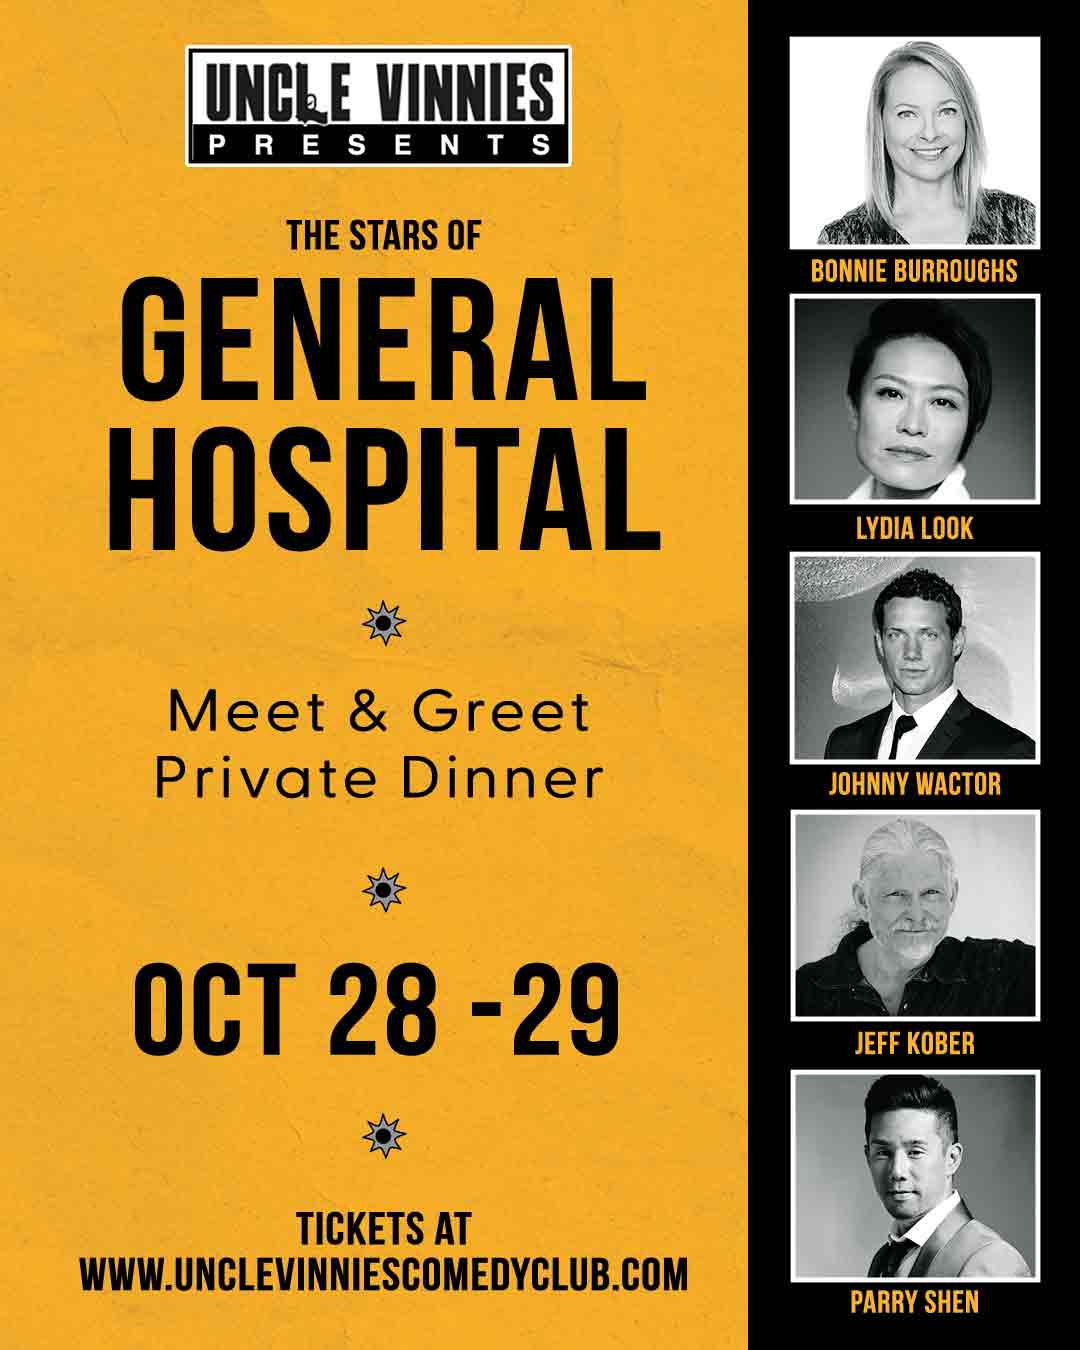 UNCLE VINNIES
PRESENTS
THE STARS OF
GENERAL
HOSPITAL
Meet & Greet
Private Dinner
OCT 28 -29
TICKETS AT
WWW.UNCLEVINNIESCOMEDYCLUB.COM
BONNIE BURROUGHS
LYDIA LOOK
JOHNNY WACTOR
JEFF KOBER
PARRY SHEN